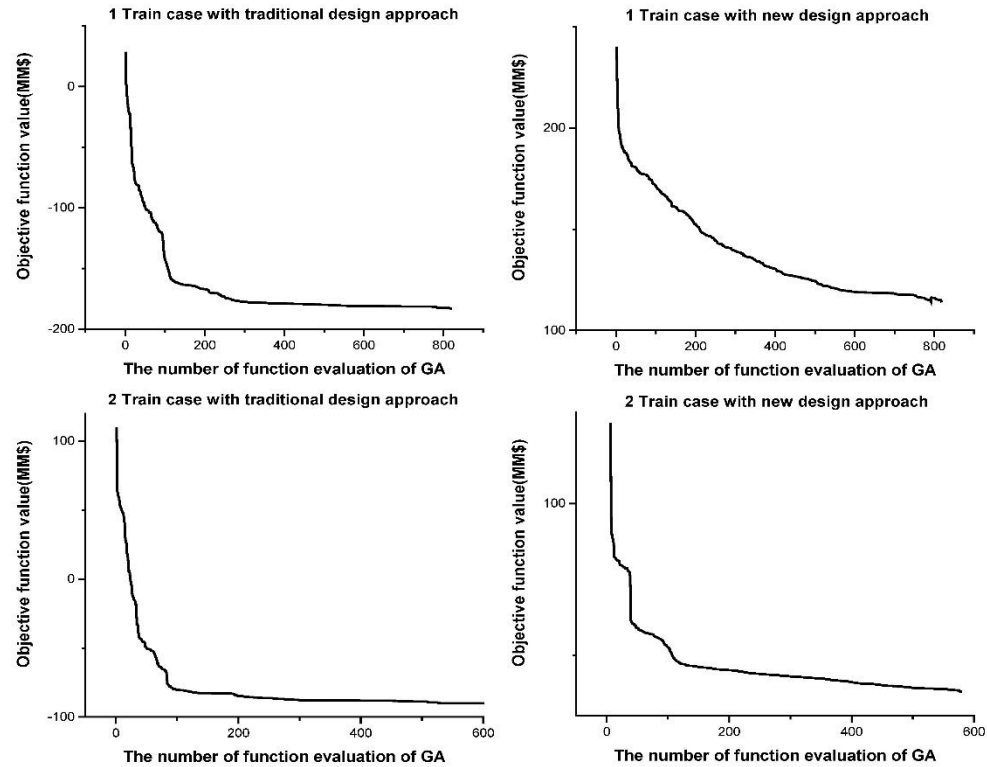 1 Train case with traditional design approach
Objective function value(MM$)
0
-100
-200
0 200 400 600 800
The number of function evaluation of GA
1 Train case with new design approach
Objective function value(MM$)
200
100
0 200 400 600 800
The number of function evaluation of GA
2 Train case with traditional design approach
Objective function value(MM$)
100
0
-100
0 200 400 600
The number of function evaluation of GA
2 Train case with new design approach
Objective function value(MM$)
100
0 200 400 600
The number of function evaluation of GA